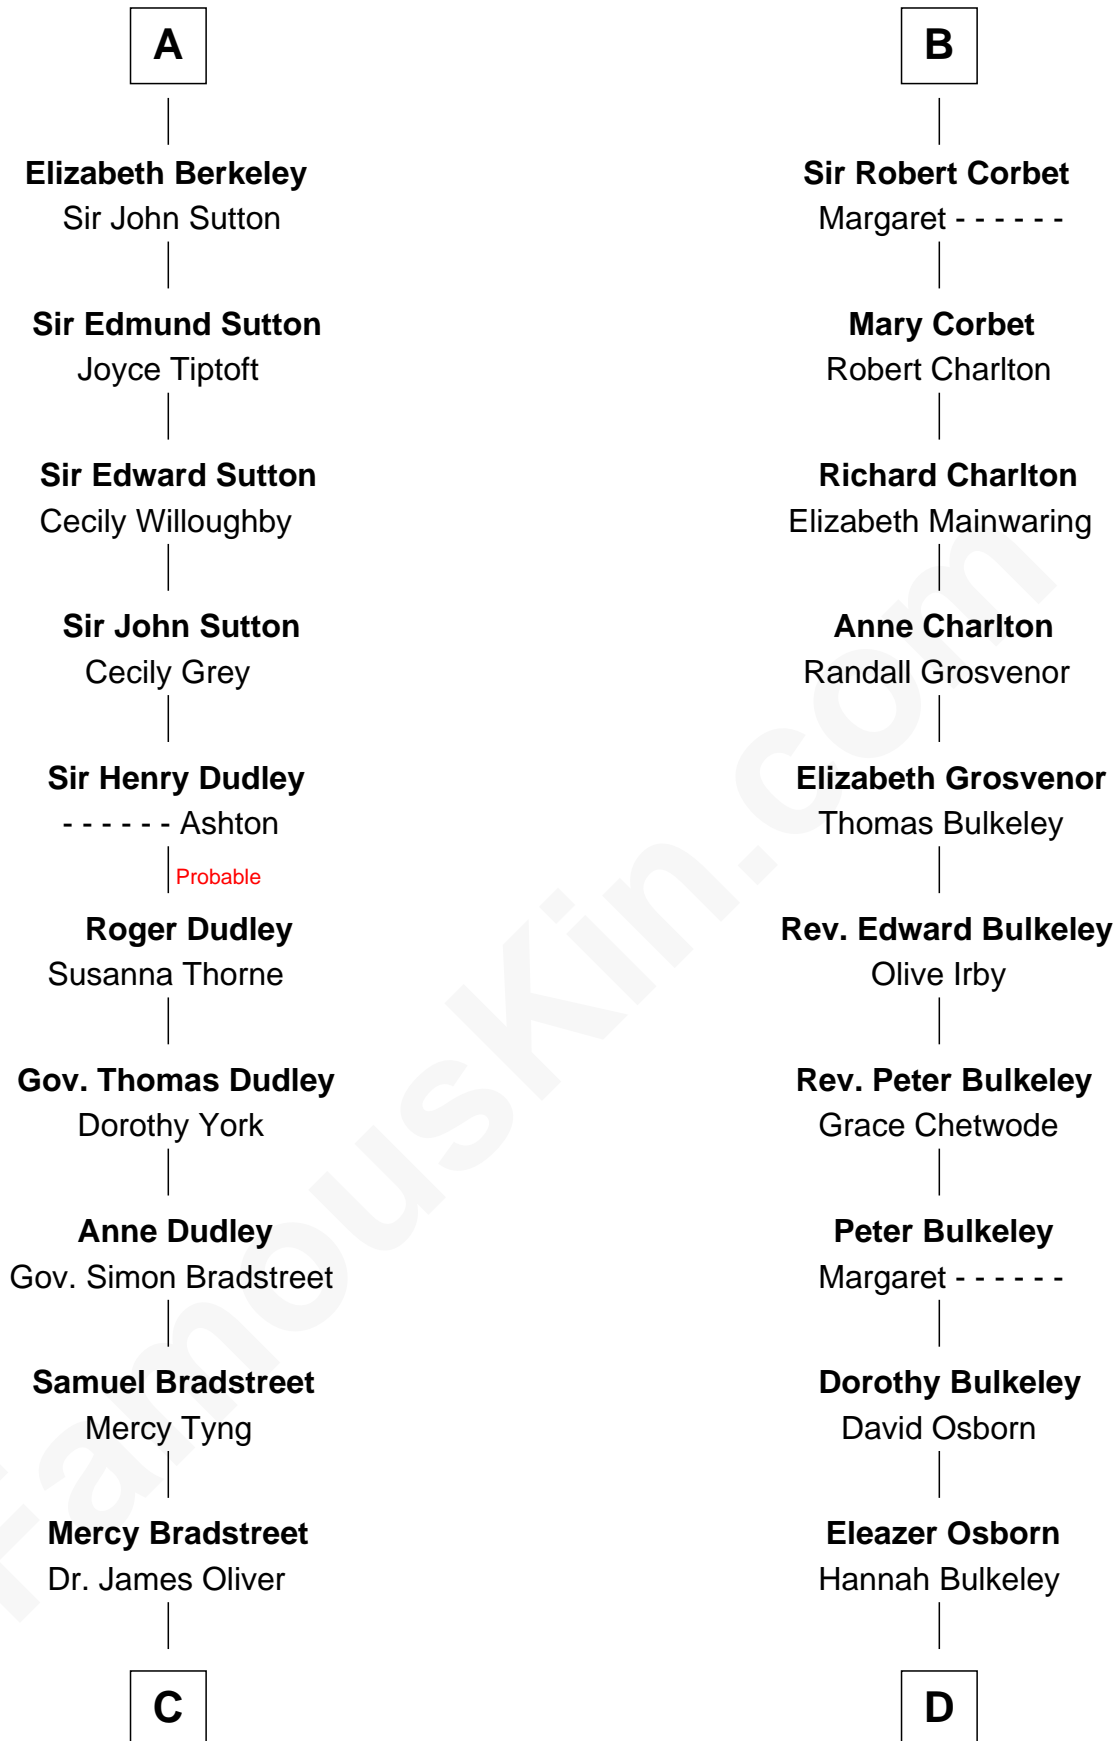 A
Elizabeth Berkeley
Sir John Sutton
Sir Edmund Sutton
Joyce Tiptoft
Sir Edward Sutton
Cecily Willoughby
Sir John Sutton
Cecily Grey
Sir Henry Dudley
- - - - - - Ashton
Probable
Roger Dudley
Susanna Thorne
Gov. Thomas Dudley
Dorothy York
Anne Dudley
Gov. Simon Bradstreet
Samuel Bradstreet
Mercy Tyng
Mercy Bradstreet
Dr. James Oliver
C
B
Sir Robert Corbet
Margaret - - - - - -
Mary Corbet
Robert Charlton
Richard Charlton
Elizabeth Mainwaring
Anne Charlton
Randall Grosvenor
Elizabeth Grosvenor
Thomas Bulkeley
Rev. Edward Bulkeley
Olive Irby
Rev. Peter Bulkeley
Grace Chetwode
Peter Bulkeley
Margaret - - - - - -
Dorothy Bulkeley
David Osborn
Eleazer Osborn
Hannah Bulkeley
D
FamousKin.com